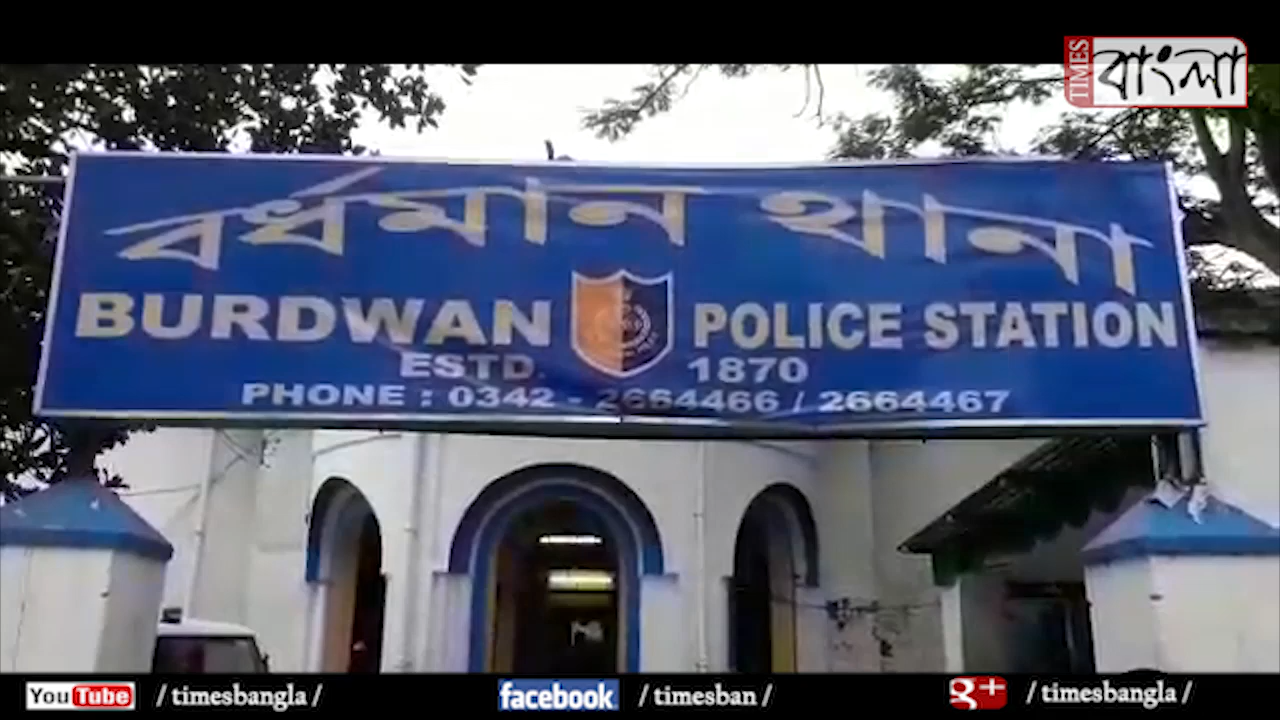 TIMES বাংলা
বর্ধমান থানা
BURDWAN POLICE STATION
ESTD. 1870
PHONE : 0342 - 2664466 / 2664467
YouTube / timesbangla / facebook / timesban / g+ / timesbangla /